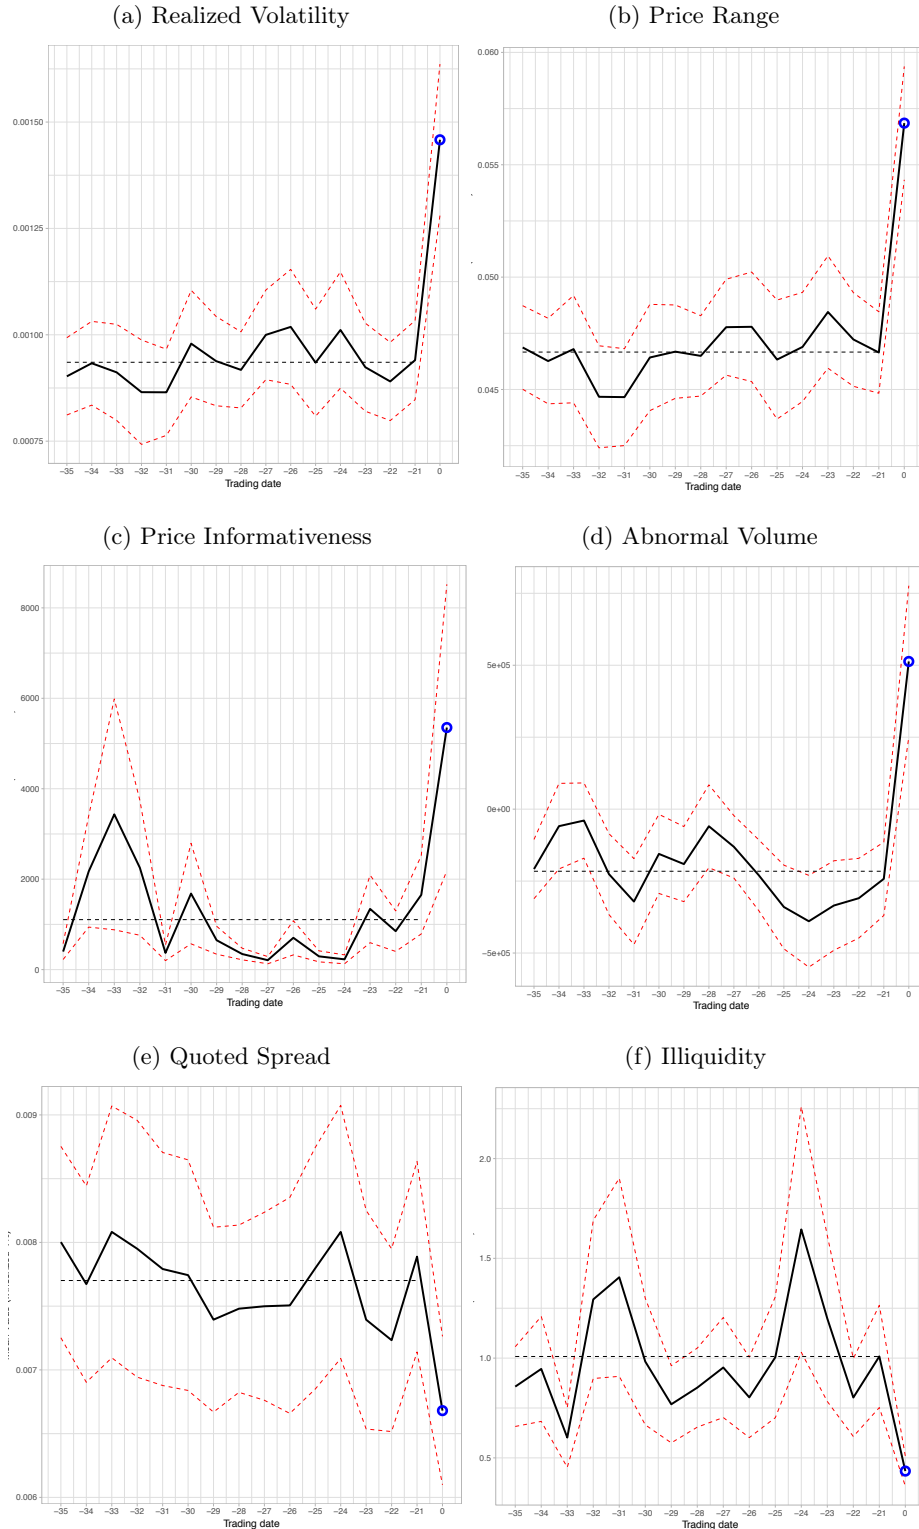 (a) Realized Volatility
(b) Price Range
0.00150
0.00125
0.00100
0.00075
−35 −34 −33 −32 −31 −30 −29 −28 −27 −26 −25 −24 −23 −22 −21 0
Trading date
0.060
0.055
0.050
0.045
−35 −34 −33 −32 −31 −30 −29 −28 −27 −26 −25 −24 −23 −22 −21 0
Trading date
(c) Price Informativeness
(d) Abnormal Volume
8000
6000
4000
2000
0
−35 −34 −33 −32 −31 −30 −29 −28 −27 −26 −25 −24 −23 −22 −21 0
Trading date
5e+05
0e+00
−5e+05
−35 −34 −33 −32 −31 −30 −29 −28 −27 −26 −25 −24 −23 −22 −21 0
Trading date
(e) Quoted Spread
(f) Illiquidity
0.009
0.008
0.007
0.006
−35 −34 −33 −32 −31 −30 −29 −28 −27 −26 −25 −24 −23 −22 −21 0
Trading date
2.0
1.5
1.0
0.5
−35 −34 −33 −32 −31 −30 −29 −28 −27 −26 −25 −24 −23 −22 −21 0
Trading date